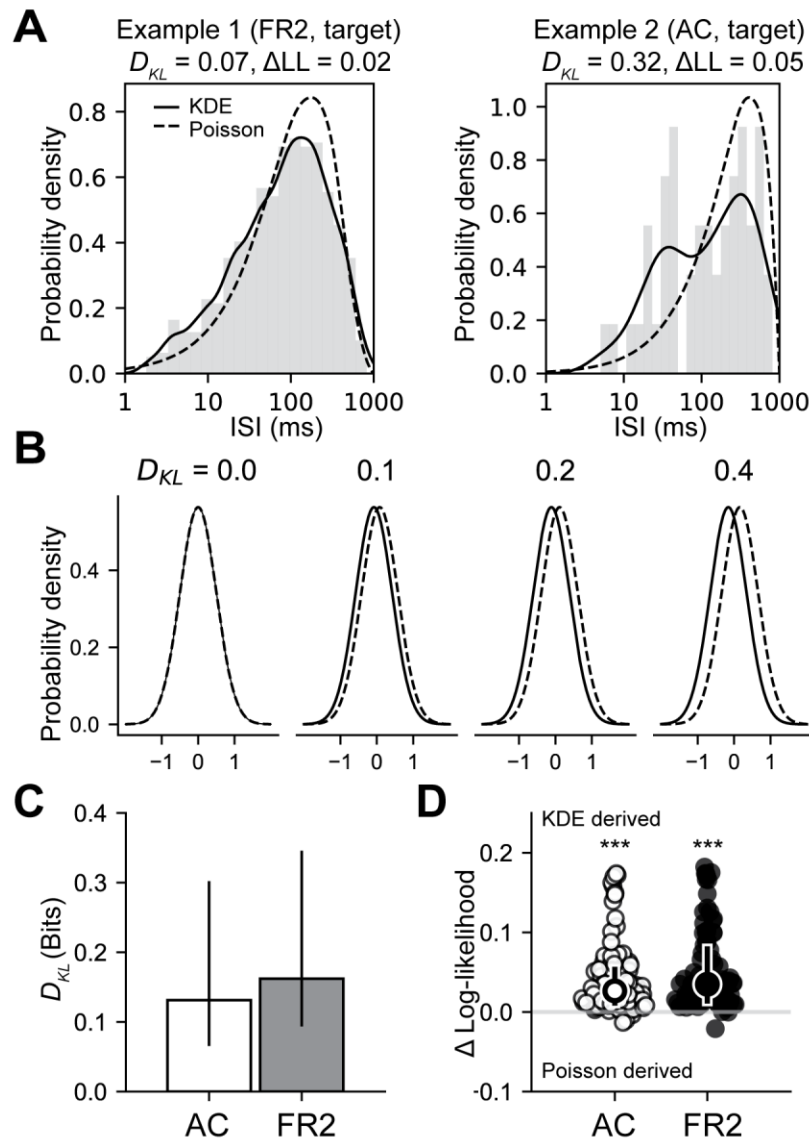 A
Example 1 (FR2, target)
D_KL = 0.07, ΔLL = 0.02
KDE
Poisson
Probability density
0.8
0.6
0.4
0.2
0.0
1 10 100 1000
ISI (ms)
Example 2 (AC, target)
D_KL = 0.32, ΔLL = 0.05
Probability density
1.0
0.8
0.6
0.4
0.2
0.0
1 10 100 1000
ISI (ms)
B
D_KL = 0.0 0.1 0.2 0.4
Probability density
0.4
0.2
0.0
−1 0 1 −1 0 1 −1 0 1 −1 0 1
C
D_KL (Bits)
0.4
0.3
0.2
0.1
0.0
AC FR2
D
KDE derived
*** ***
Δ Log-likelihood
0.2
0.1
0.0
-0.1
Poisson derived
AC FR2